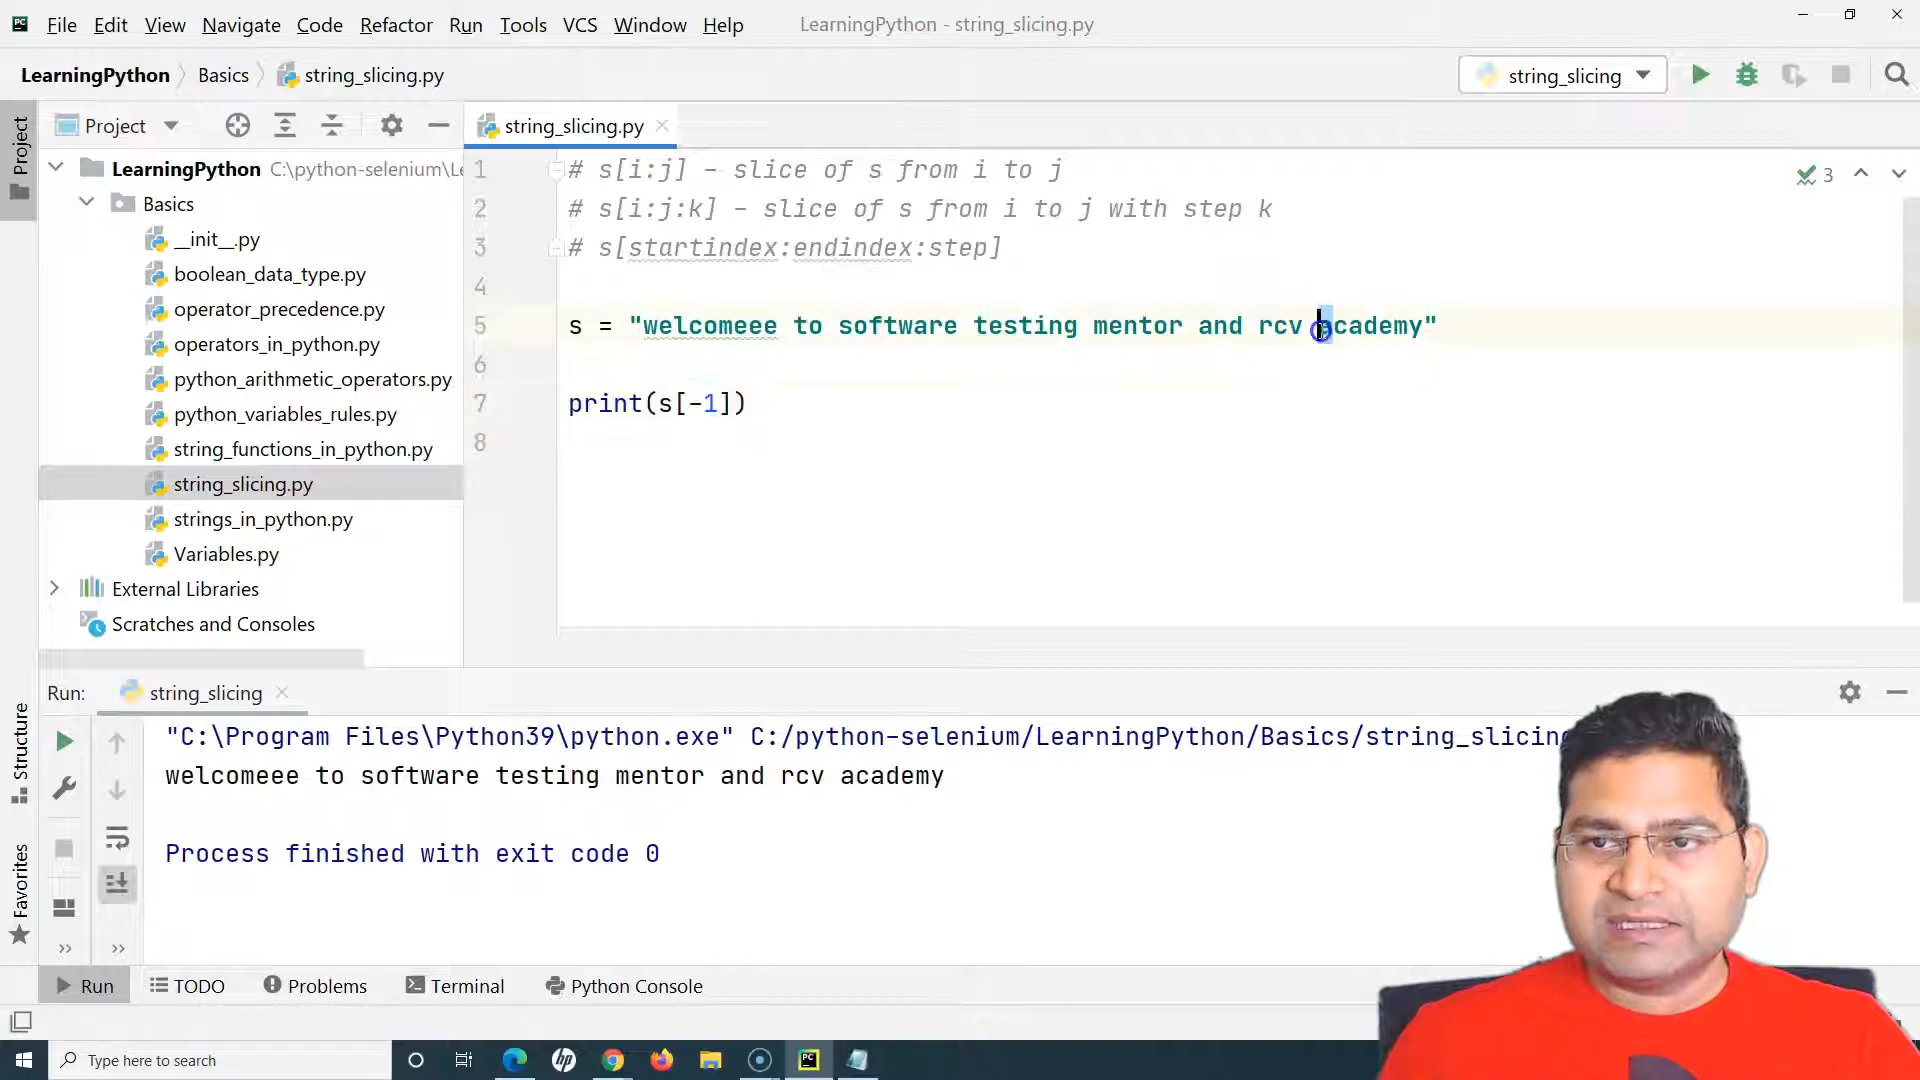 File Edit View Navigate Code Refactor Run Tools VCS Window Help LearningPython - string_slicing.py
LearningPython Basics string_slicing.py string_slicing
Project string_slicing.py
Project
LearningPython C:\python-selenium\Le
Basics
__init__.py
boolean_data_type.py
operator_precedence.py
operators_in_python.py
python_arithmetic_operators.py
python_variables_rules.py
string_functions_in_python.py
string_slicing.py
strings_in_python.py
Variables.py
External Libraries
Scratches and Consoles
1 # s[i:j] - slice of s from i to j
2 # s[i:j:k] - slice of s from i to j with step k
3 # s[startindex:endindex:step]
4
5 s = "welcomeee to software testing mentor and rcv academy"
6
7 print(s[-1])
8
3
Run: string_slicing
"C:\Program Files\Python39\python.exe" C:/python-selenium/LearningPython/Basics/string_slicing
welcomeee to software testing mentor and rcv academy
Process finished with exit code 0
Structure
Favorites
Run TODO Problems Terminal Python Console
Type here to search
hp
PC